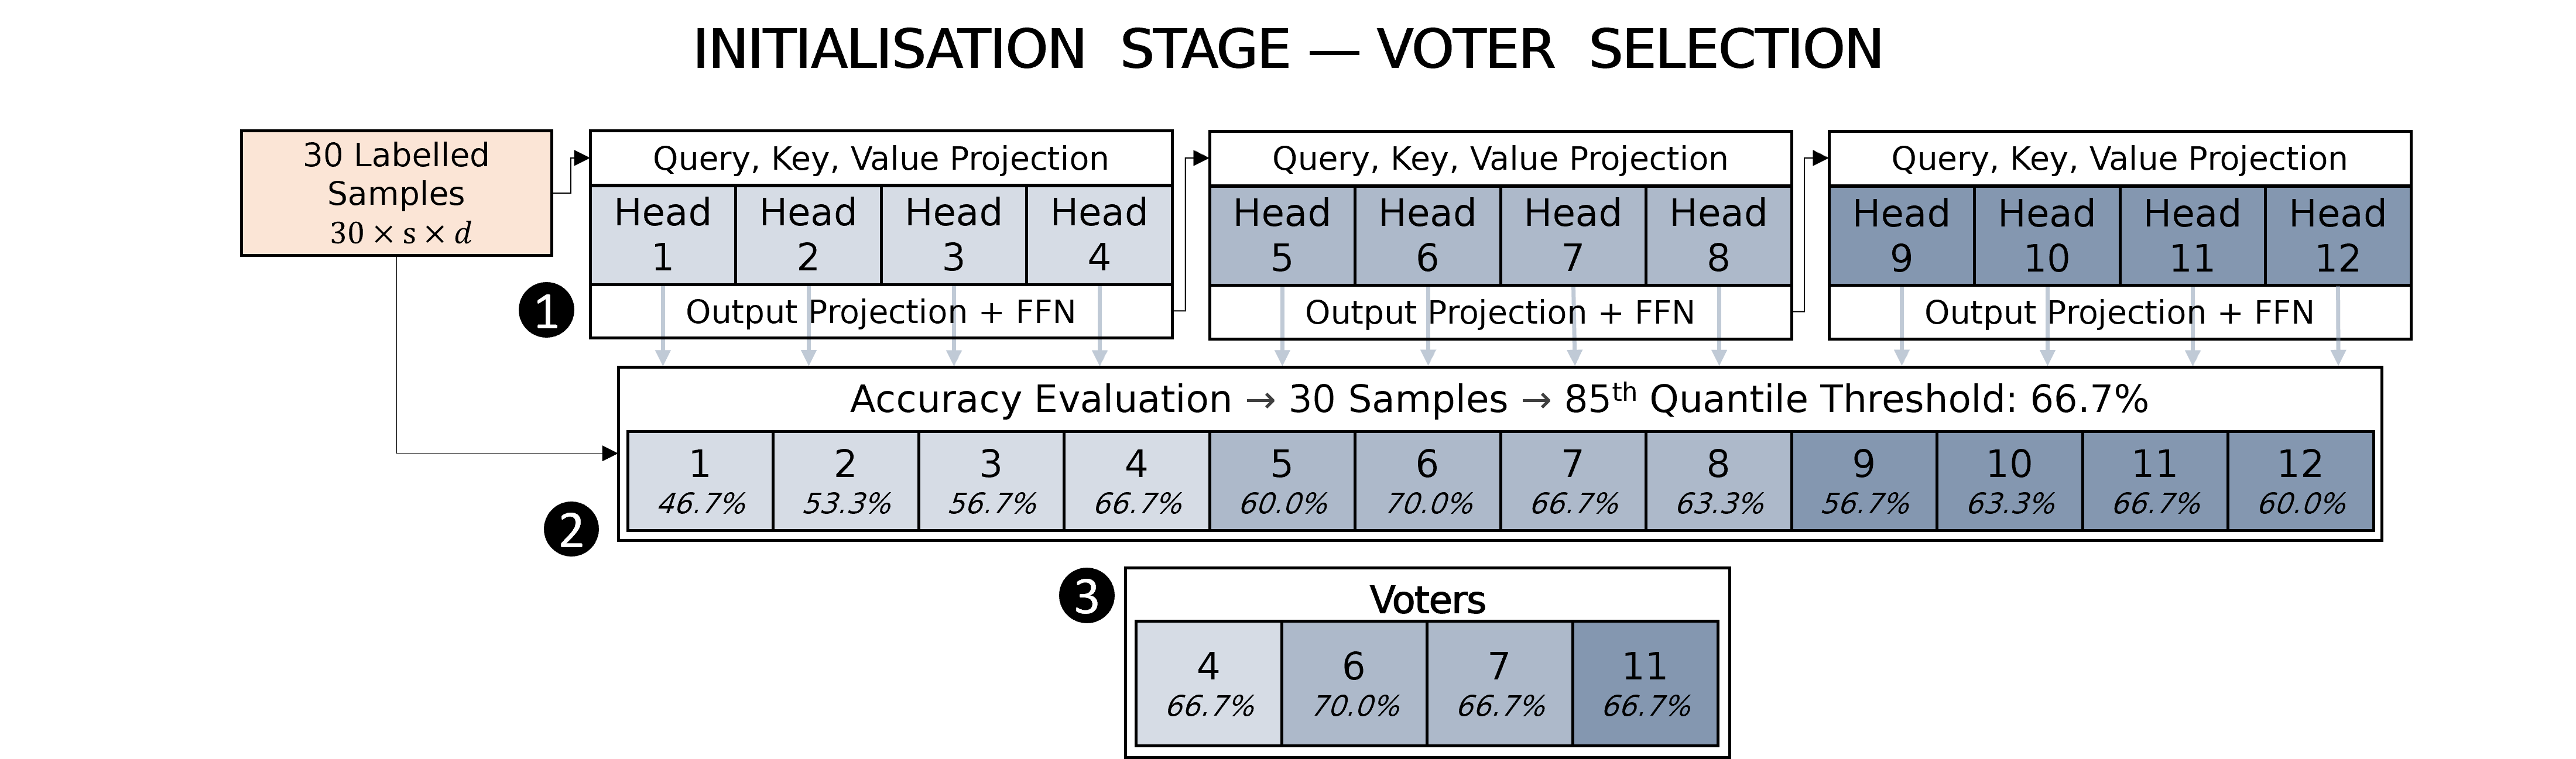 INITIALISATION STAGE — VOTER SELECTION
30 Labelled
Samples
30 × s × d
Query, Key, Value Projection
Head 1
Head 2
Head 3
Head 4
Output Projection + FFN
Query, Key, Value Projection
Head 5
Head 6
Head 7
Head 8
Output Projection + FFN
Query, Key, Value Projection
Head 9
Head 10
Head 11
Head 12
Output Projection + FFN
1
Accuracy Evaluation → 30 Samples → 85th Quantile Threshold: 66.7%
1 2 3 4 5 6 7 8 9 10 11 12
46.7% 53.3% 56.7% 66.7% 60.0% 70.0% 66.7% 63.3% 56.7% 63.3% 66.7% 60.0%
2
3
Voters
4 6 7 11
66.7% 70.0% 66.7% 66.7%